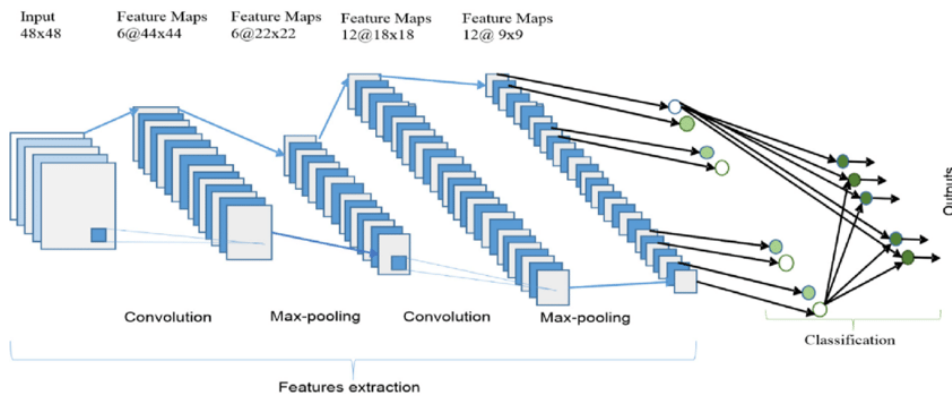 Input
48x48
Feature Maps
6@44x44
Feature Maps
6@22x22
Feature Maps
12@18x18
Feature Maps
12@ 9x9
Outputs
Convolution
Max-pooling
Convolution
Max-pooling
Classification
Features extraction